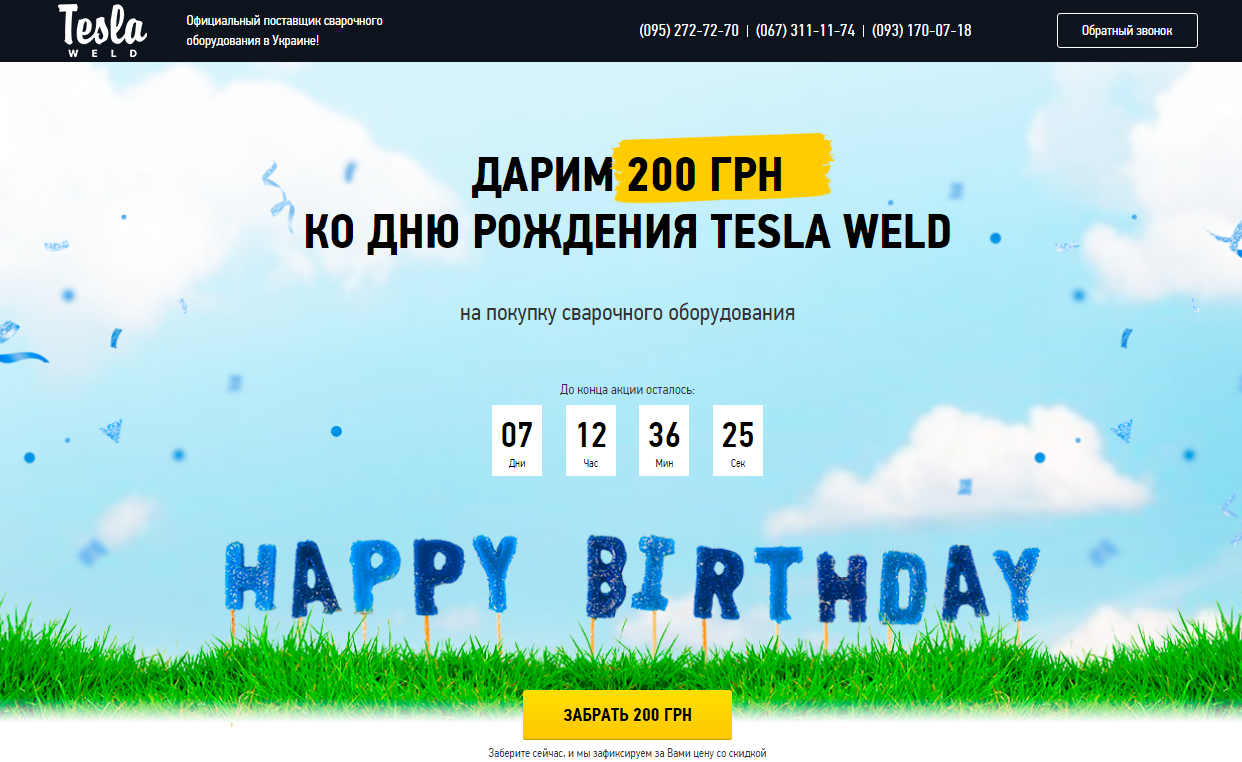 Tesla
WELD
Официальный поставщик сварочного
оборудования в Украине!
(095) 272-72-70 | (067) 311-11-74 | (093) 170-07-18
Обратный звонок
ДАРИМ 200 ГРН
КО ДНЮ РОЖДЕНИЯ TESLA WELD
на покупку сварочного оборудования
До конца акции осталось:
07 12 36 25
Дни Час Мин Сек
HAPPY BIRTHDAY
ЗАБРАТЬ 200 ГРН
Заберите сейчас, и мы зафиксируем за Вами цену со скидкой